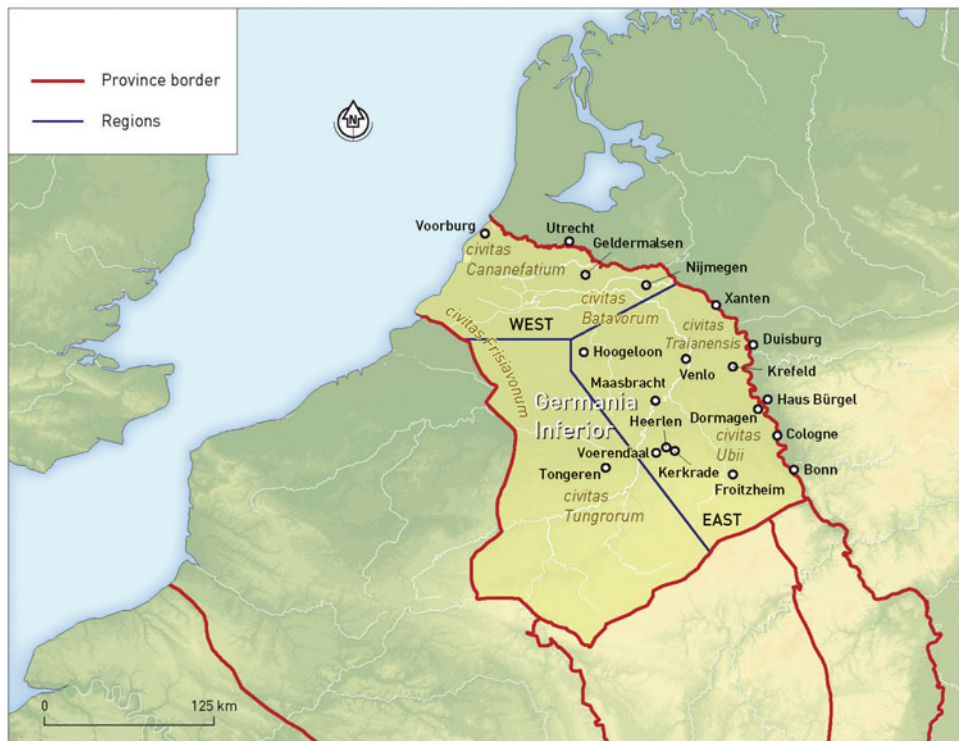 Province border
Regions
N
Voorburg
Utrecht
Geldermalsen
civitas
Cananefatium
Nijmegen
civitas
Batavorum
Xanten
WEST
civitas
Traianensis
civitas Frisiavonum
Duisburg
Hoogeloon
Venlo
Krefeld
Maasbracht
Germania
Inferior
Haus Bürgel
Dormagen
Heerlen
civitas
Ubii
Cologne
Voerendaal
Kerkrade
Tongeren
Bonn
Froitzheim
civitas
Tungrorum
EAST
0
125 km